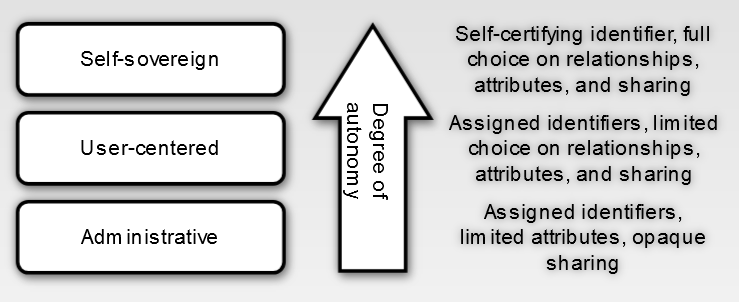 Self-sovereign
User-centered
Administrative
Degree of
autonomy
Self-certifying identifier, full
choice on relationships,
attributes, and sharing
Assigned identifiers, limited
choice on relationships,
attributes, and sharing
Assigned identifiers,
limited attributes, opaque
sharing